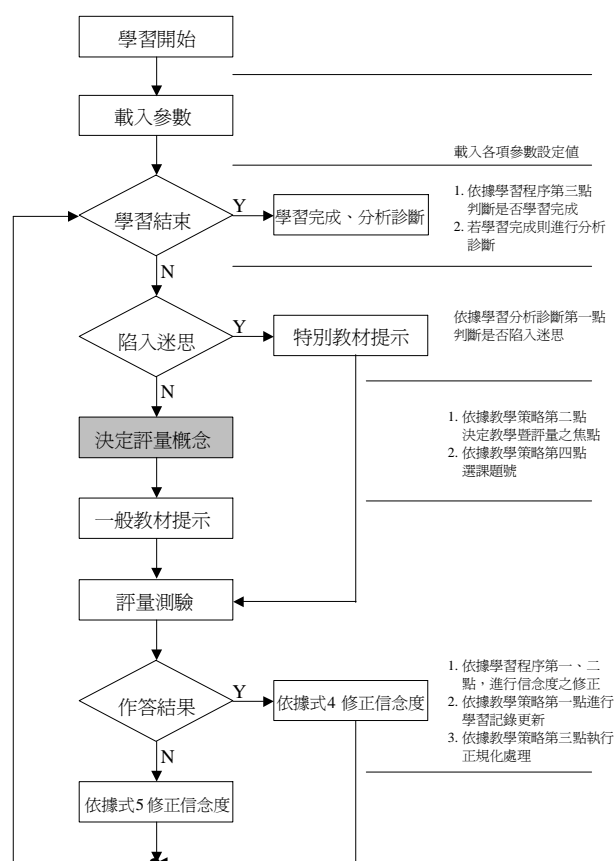 學習開始
載入參數
載入各項參數設定值
學習結束
Y
學習完成、分析診斷
1. 依據學習程序第三點
判斷是否學習完成
2. 若學習完成則進行分析
診斷
N
陷入迷思
Y
特別教材提示
依據學習分析診斷第一點
判斷是否陷入迷思
N
決定評量概念
1. 依據教學策略第二點
決定教學暨評量之焦點
2. 依據教學策略第四點
選課題號
一般教材提示
評量測驗
作答結果
Y
依據式4 修正信念度
1. 依據學習程序第一、二
點，進行信念度之修正
2. 依據教學策略第一點進行
學習記錄更新
3. 依據教學策略第三點執行
正規化處理
N
依據式5 修正信念度